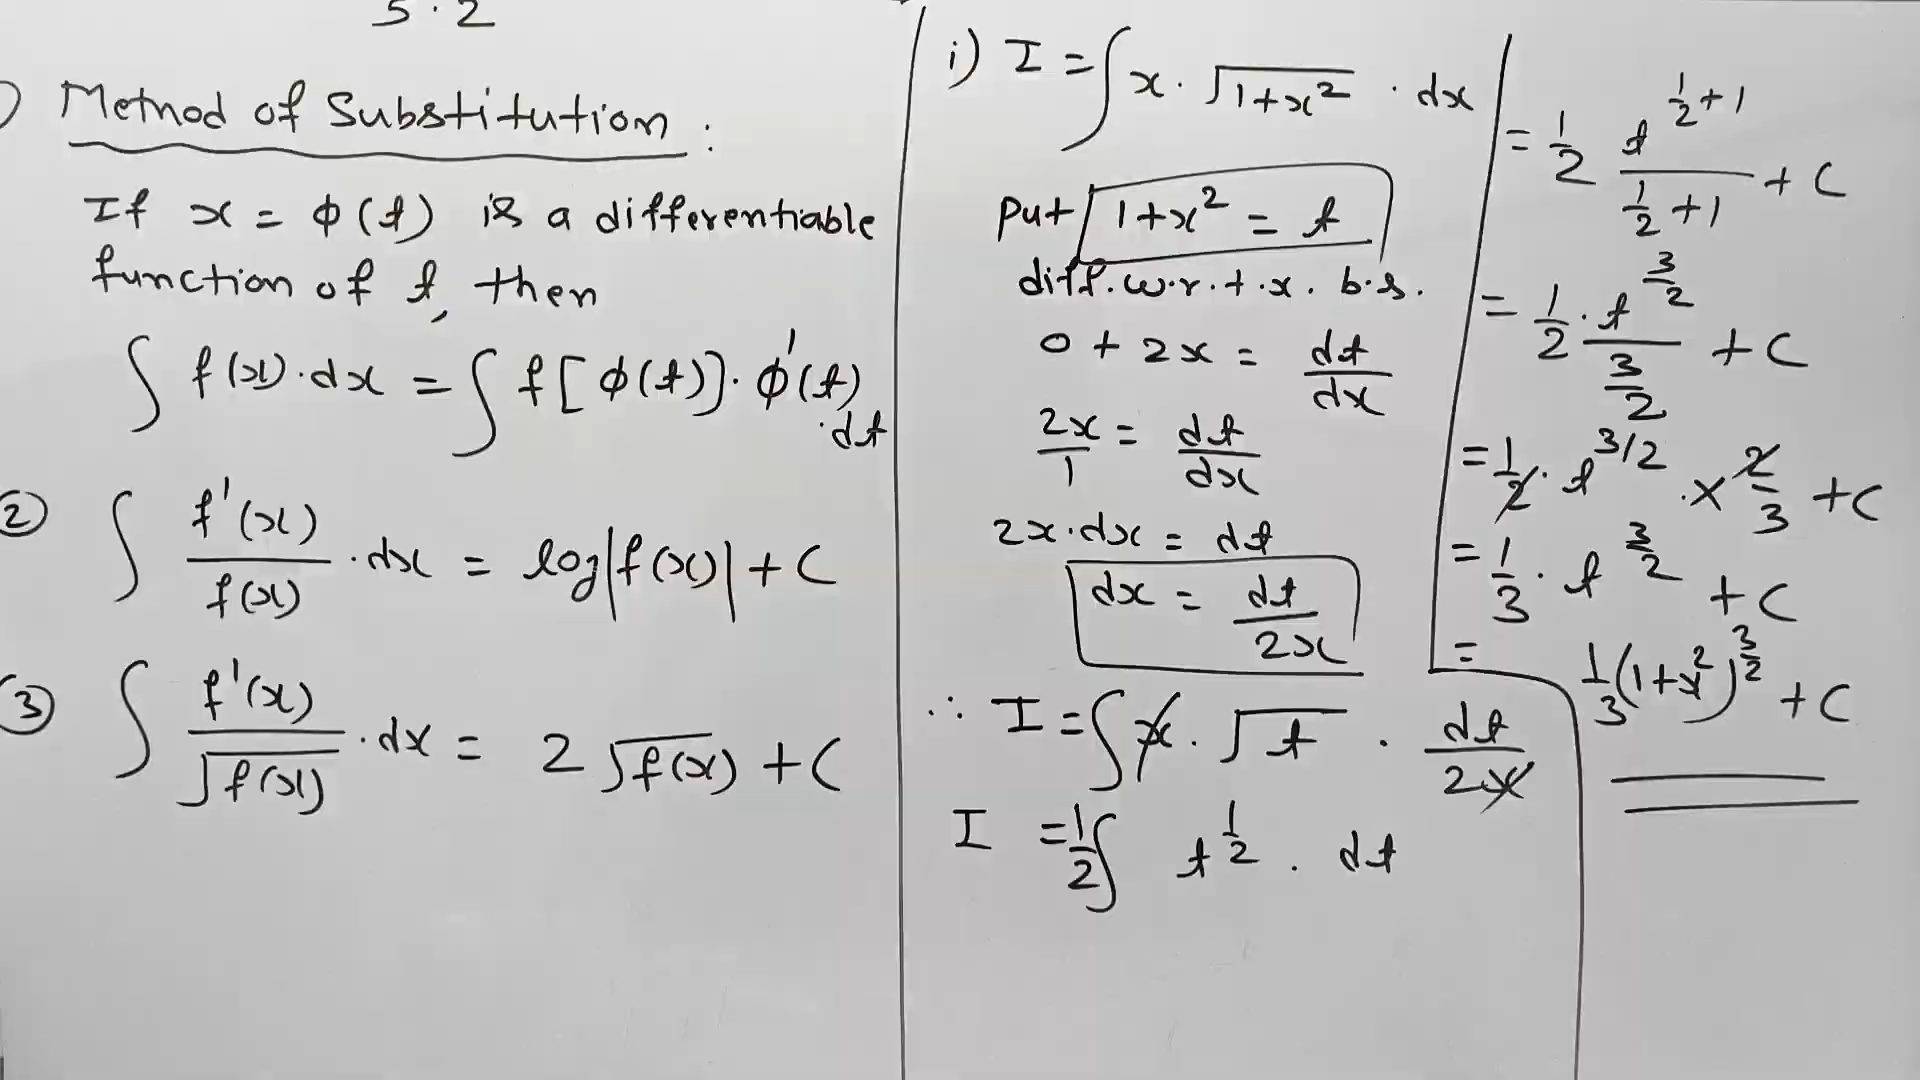 5.2
) Method of Substitution :
If x = φ(t) is a differentiable
function of t, then
∫ f(x).dx = ∫ f[φ(t)].φ'(t)
.dt
② ∫ f'(x)/f(x) .dx = log|f(x)| + C
③ ∫ f'(x)/√f(x) .dx = 2√f(x) + C
i) I = ∫ x.√1+x² . dx
put 1+x² = t
diff.w.r.t.x. b.s.
0 + 2x = dt/dx
2x/1 = dt/dx
2x.dx = dt
dx = dt/2x
∴ I = ∫ x.√t . dt/2x
I = 1/2 ∫ t^1/2 . dt
= 1/2 t^(1/2+1)/(1/2+1) + C
= 1/2 . t^3/2/(3/2) + C
= 1/2 . t^3/2 .× 2/3 + C
= 1/3 . t^3/2 + C
= 1/3 (1+x²)^3/2 + C